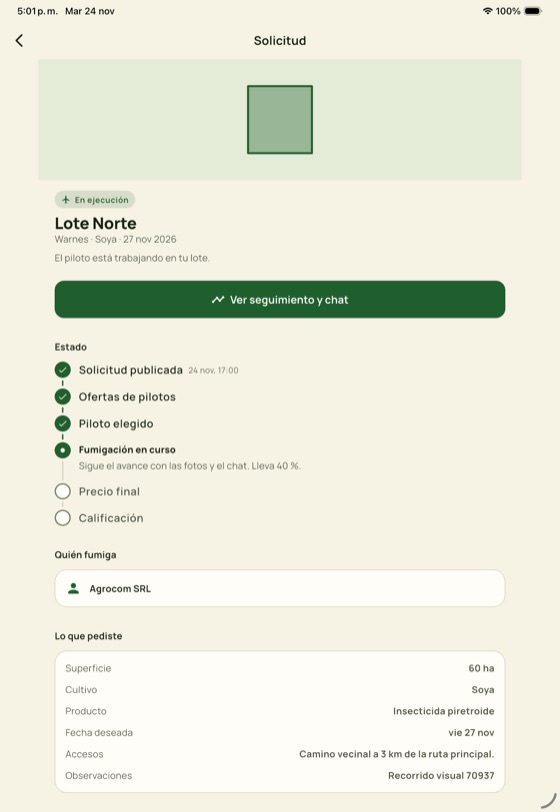 5:01 p. m. Mar 24 nov
100%
Solicitud
En ejecución
Lote Norte
Warnes · Soya · 27 nov 2026
El piloto está trabajando en tu lote.
Ver seguimiento y chat
Estado
Solicitud publicada 24 nov, 17:00
Ofertas de pilotos
Piloto elegido
Fumigación en curso
Sigue el avance con las fotos y el chat. Lleva 40 %.
Precio final
Calificación
Quién fumiga
Agrocom SRL
Lo que pediste
Superficie 60 ha
Cultivo Soya
Producto Insecticida piretroide
Fecha deseada vie 27 nov
Accesos Camino vecinal a 3 km de la ruta principal.
Observaciones Recorrido visual 70937